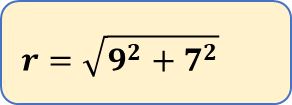 r = √(9² + 7²)